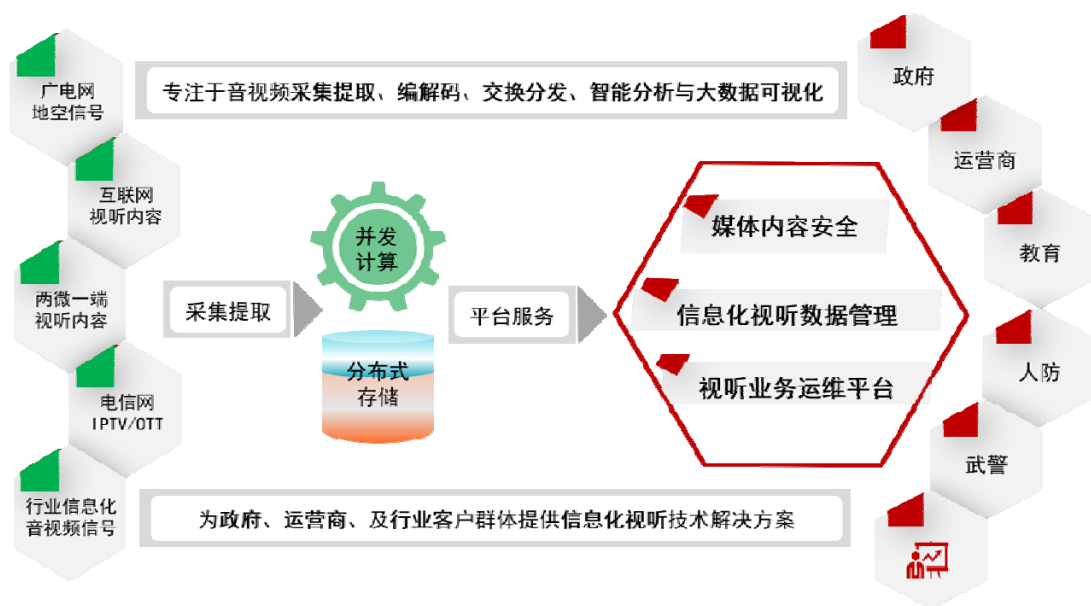 广电网
地空信号
互联网
视听内容
两微一端
视听内容
电信网
IPTV/OTT
行业信息化
音视频信号
专注于音视频采集提取、编解码、交换分发、智能分析与大数据可视化
采集提取
并发
计算
分布式
存储
平台服务
媒体内容安全
信息化视听数据管理
视听业务运维平台
为政府、运营商、及行业客户群体提供信息化视听技术解决方案
政府
运营商
教育
人防
武警